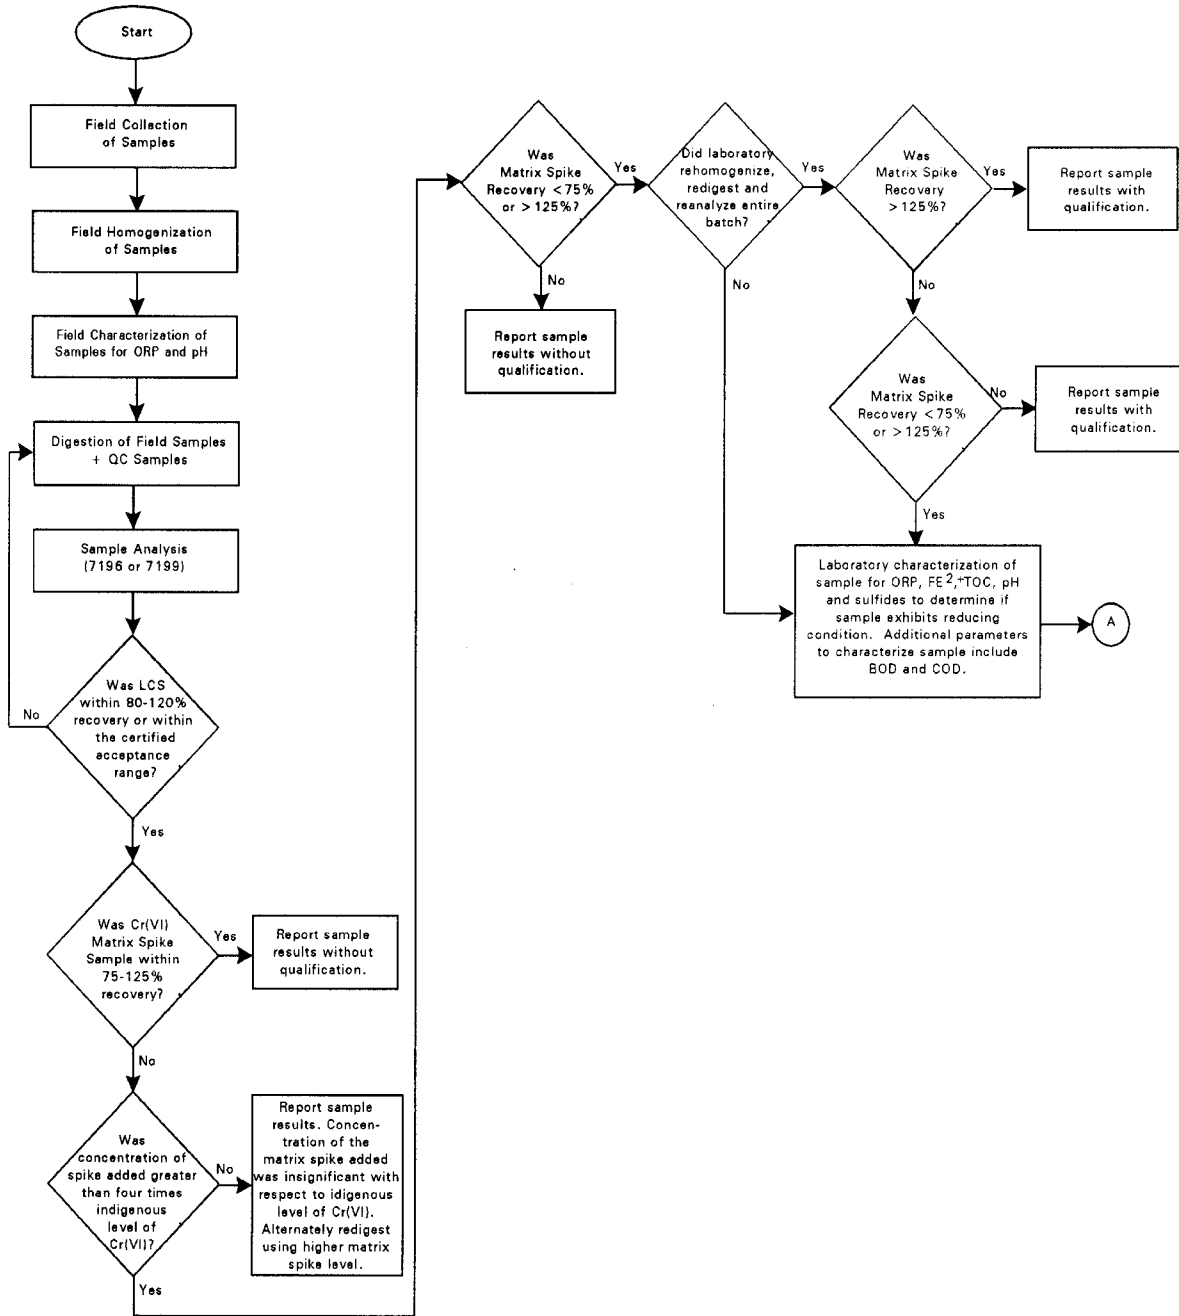 Start
Field Collection
of Samples
Field Homogenization
of Samples
Field Characterization of
Samples for ORP and pH
Digestion of Field Samples
+ QC Samples
Sample Analysis
(7196 or 7199)
Was LCS
within 80-120%
recovery or within
the certified
acceptance
range?
No
Yes
Was Cr(VI)
Matrix Spike
Sample within
75-125%
recovery?
Yes
Report sample
results without
qualification.
No
Was
concentration of
spike added greater
than four times
indigenous
level of
Cr(VI)?
No
Report sample
results. Concen-
tration of the
matrix spike added
was insignificant with
respect to idigenous
level of Cr(VI).
Alternately redigest
using higher matrix
spike level.
Yes
Was
Matrix Spike
Recovery <75%
or >125%?
Yes
No
Report sample
results without
qualification.
Did laboratory
rehomogenize,
redigest and
reanalyze entire
batch?
Yes
No
Was
Matrix Spike
Recovery
>125%?
Yes
Report sample
results with
qualification.
No
Was
Matrix Spike
Recovery <75%
or >125%?
No
Report sample
results with
qualification.
Yes
Laboratory characterization of
sample for ORP, FE2,+TOC, pH
and sulfides to determine if
sample exhibits reducing
condition. Additional parameters
to characterize sample include
BOD and COD.
A